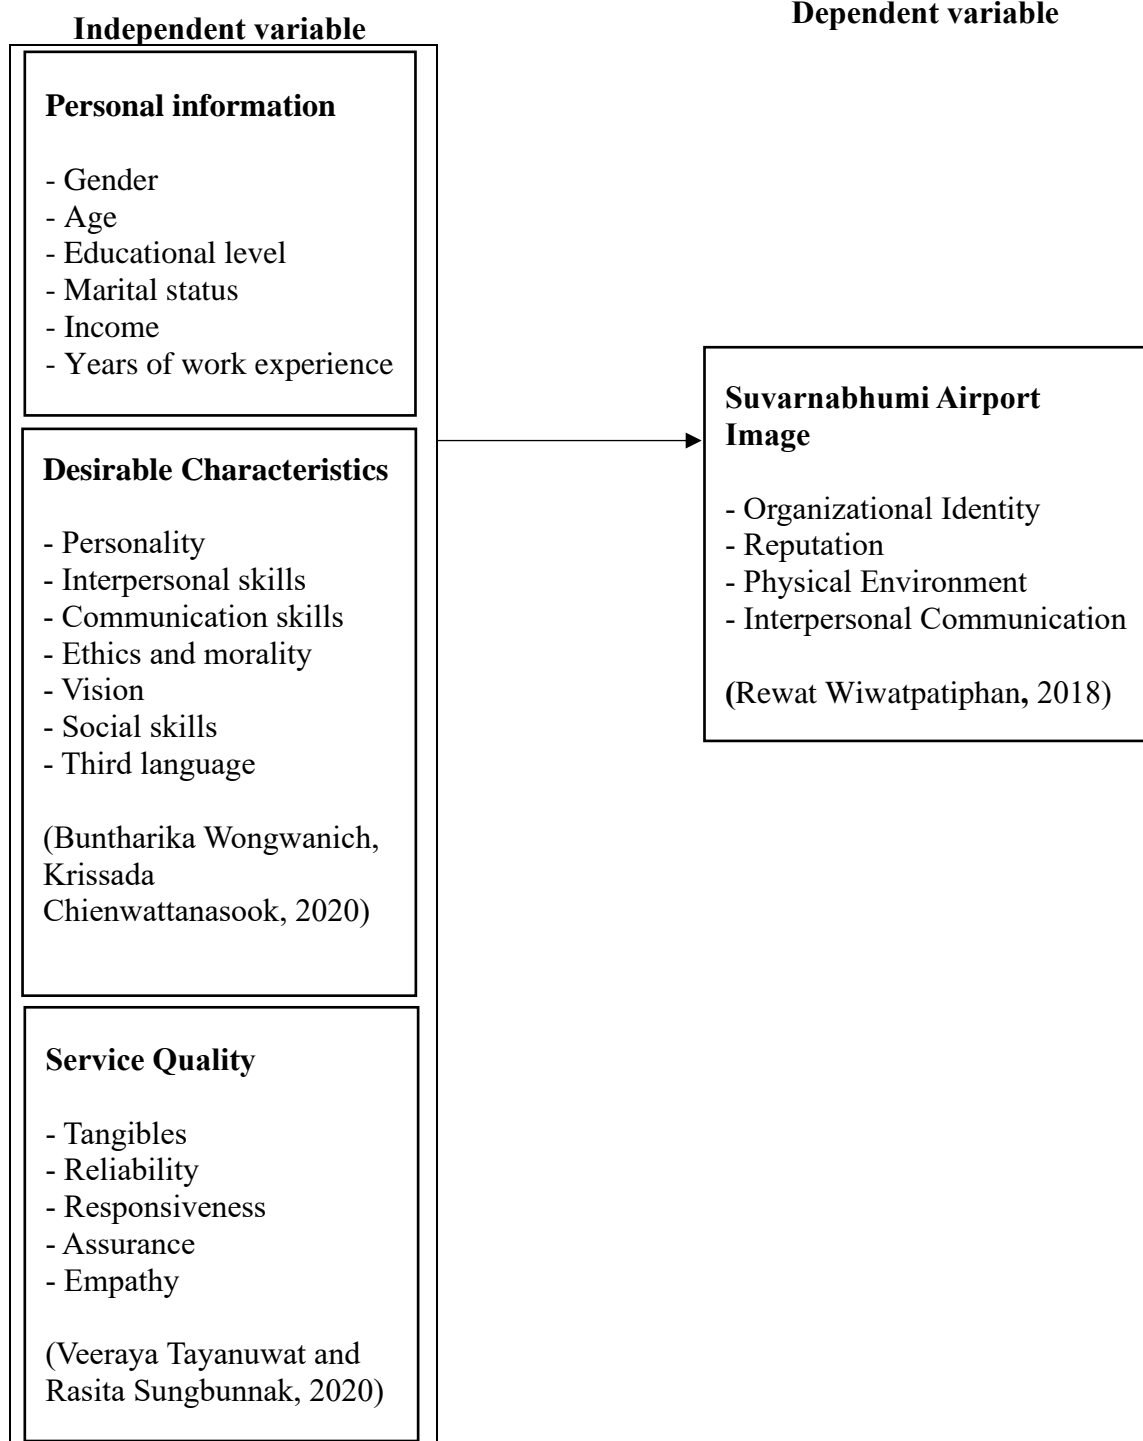 Independent variable
Personal information
- Gender
- Age
- Educational level
- Marital status
- Income
- Years of work experience
Desirable Characteristics
- Personality
- Interpersonal skills
- Communication skills
- Ethics and morality
- Vision
- Social skills
- Third language
(Buntharika Wongwanich,
Krissada
Chienwattanasook, 2020)
Service Quality
- Tangibles
- Reliability
- Responsiveness
- Assurance
- Empathy
(Veeraya Tayanuwat and
Rasita Sungbunnak, 2020)
Dependent variable
Suvarnabhumi Airport
Image
- Organizational Identity
- Reputation
- Physical Environment
- Interpersonal Communication
(Rewat Wiwatpatiphan, 2018)